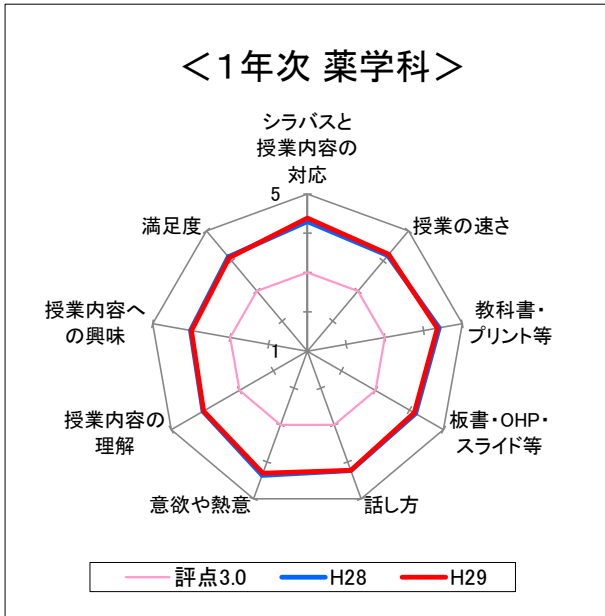 ＜1年次 薬学科＞
シラバスと
授業内容の
対応
5
満足度
授業の速さ
授業内容へ
の興味
教科書・
プリント等
1
授業内容の
理解
板書・OHP・
スライド等
意欲や熱意
話し方
評点3.0
H28
H29